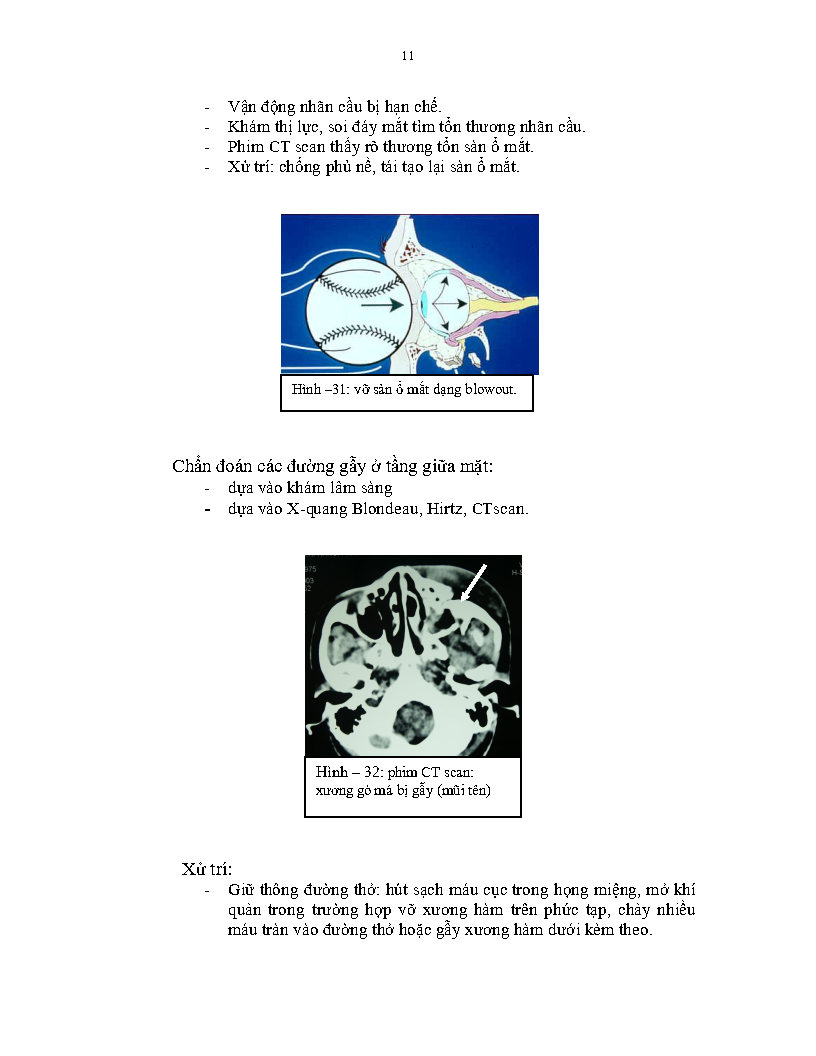 11
- Vận động nhãn cầu bị hạn chế.
- Khám thị lực, soi đáy mắt tìm tổn thương nhãn cầu.
- Phim CT scan thấy rõ thương tổn sàn ổ mắt.
- Xử trí: chống phù nề, tái tạo lại sàn ổ mắt.
Hình –31: vỡ sàn ổ mắt dạng blowout.
Chẩn đoán các đường gẫy ở tầng giữa mặt:
- dựa vào khám lâm sàng
- dựa vào X-quang Blondeau, Hirtz, CTscan.
Hình – 32: phim CT scan:
xương gò má bị gẫy (mũi tên)
Xử trí:
- Giữ thông đường thở: hút sạch máu cục trong họng miệng, mở khí
quản trong trường hợp vỡ xương hàm trên phức tạp, chảy nhiều
máu tràn vào đường thở hoặc gẫy xương hàm dưới kèm theo.